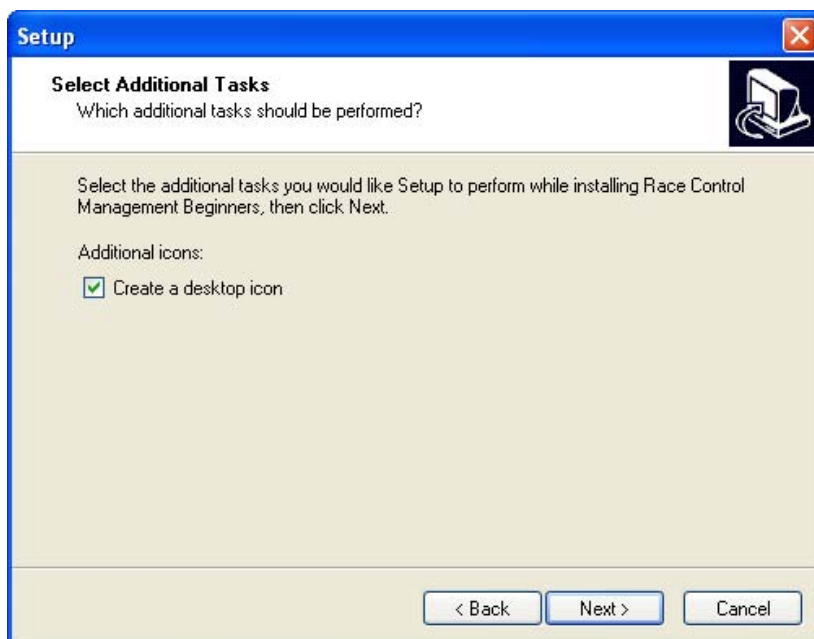 Setup
Select Additional Tasks
Which additional tasks should be performed?
Select the additional tasks you would like Setup to perform while installing Race Control
Management Beginners, then click Next.
Additional icons:
Create a desktop icon
< Back Next > Cancel